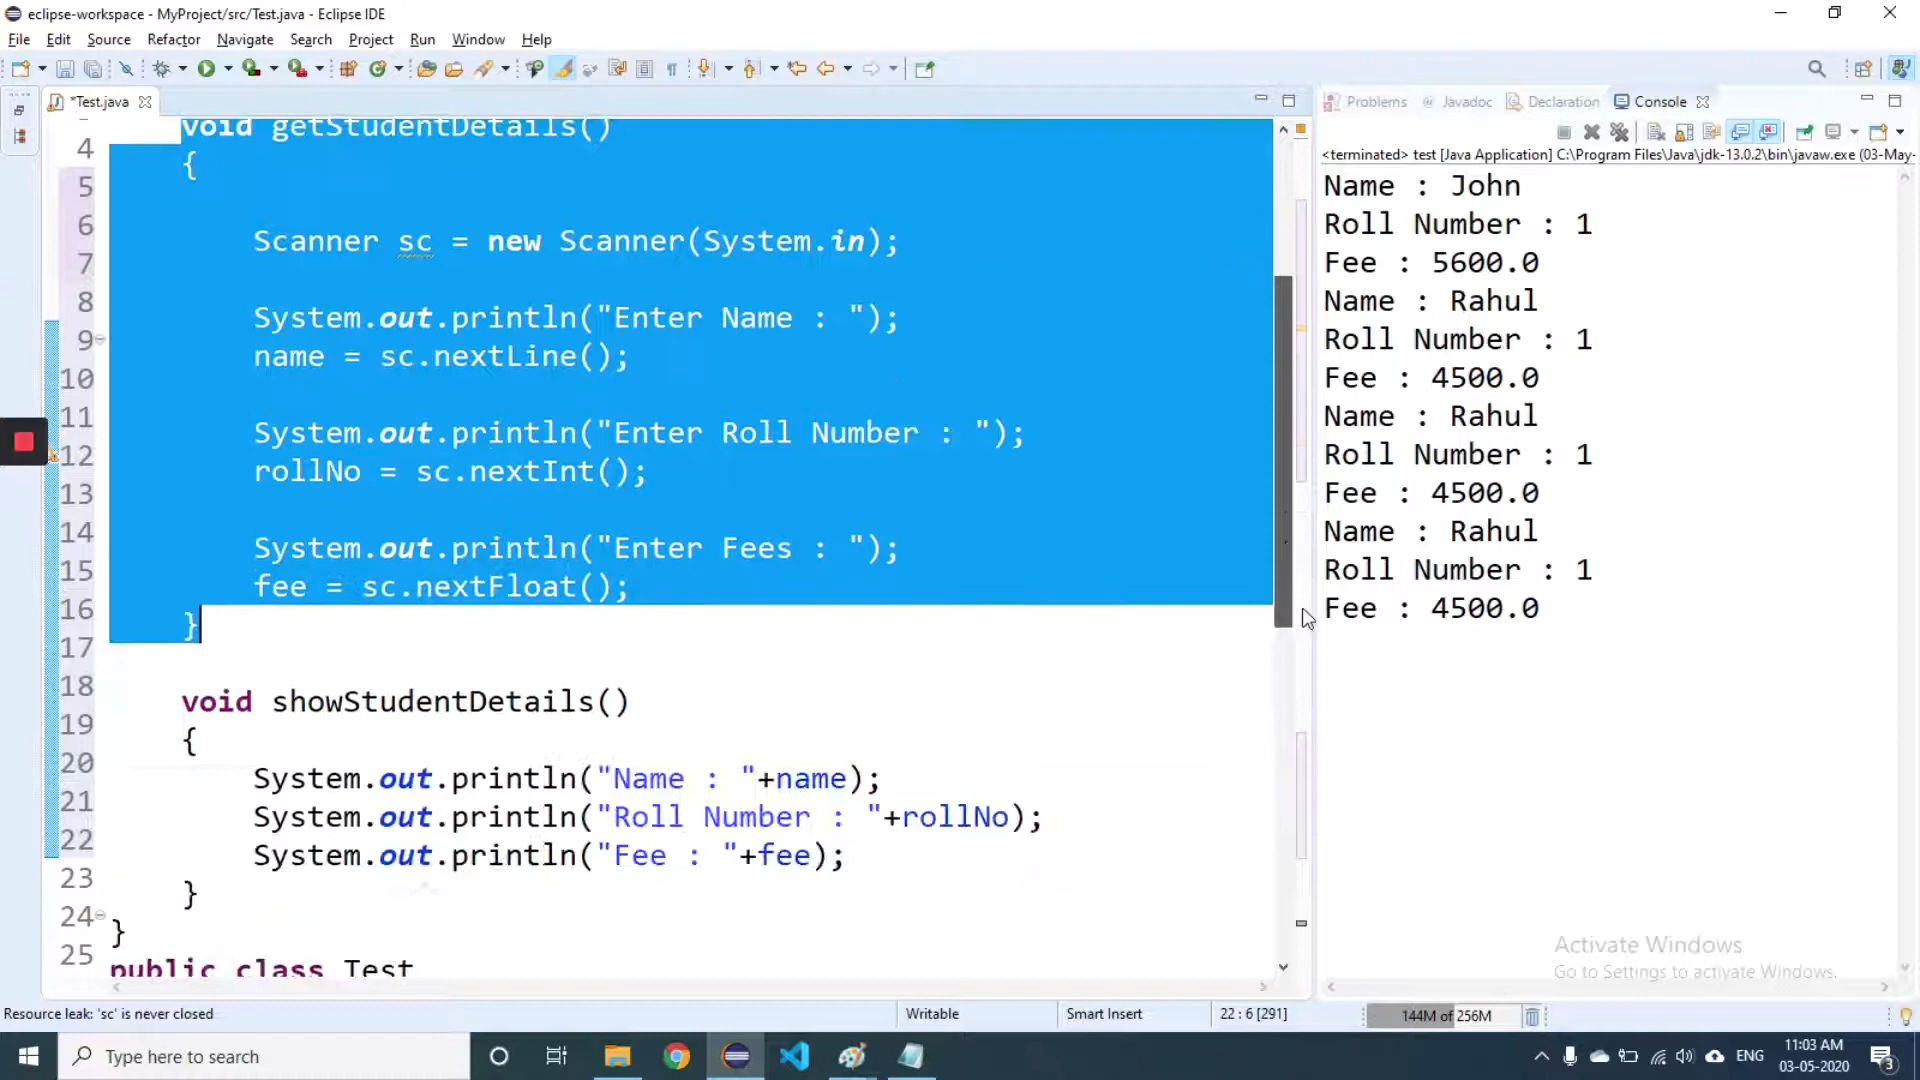 eclipse-workspace - MyProject/src/Test.java - Eclipse IDE
File Edit Source Refactor Navigate Search Project Run Window Help
*Test.java
Problems @ Javadoc Declaration Console
<terminated> test [Java Application] C:\Program Files\Java\jdk-13.0.2\bin\javaw.exe (03-May-
void getStudentDetails()
4
{
5
6
Scanner sc = new Scanner(System.in);
7
8
System.out.println("Enter Name : ");
9
name = sc.nextLine();
10
11
System.out.println("Enter Roll Number : ");
12
rollNo = sc.nextInt();
13
14
System.out.println("Enter Fees : ");
15
fee = sc.nextFloat();
16
}
17
18
void showStudentDetails()
19
{
20
System.out.println("Name : "+name);
21
System.out.println("Roll Number : "+rollNo);
22
System.out.println("Fee : "+fee);
23
}
24
}
25
public class Test
Name : John
Roll Number : 1
Fee : 5600.0
Name : Rahul
Roll Number : 1
Fee : 4500.0
Name : Rahul
Roll Number : 1
Fee : 4500.0
Name : Rahul
Roll Number : 1
Fee : 4500.0
Activate Windows
Go to Settings to activate Windows.
Resource leak: 'sc' is never closed
Writable
Smart Insert
22 : 6 [291]
144M of 256M
Type here to search
ENG
11:03 AM
03-05-2020
3